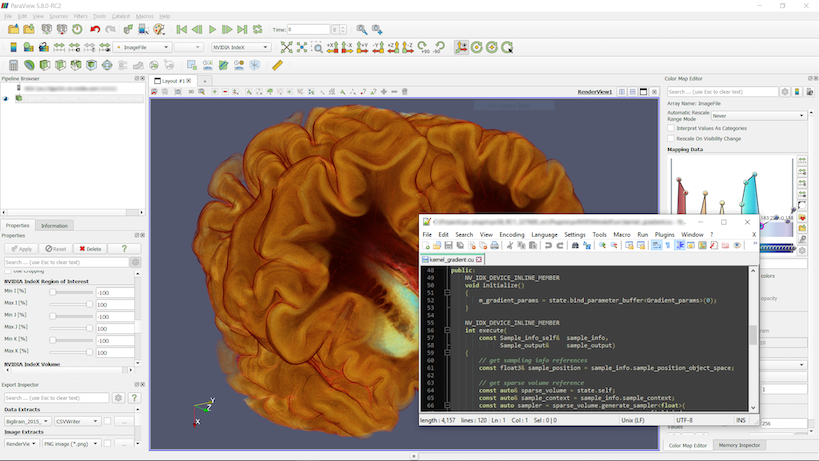 ParaView 5.8.0-RC2
File Edit View Sources Filters Tools Catalyst Macros Help
Time: 0
ImageFile
NVIDIA IndeX
Pipeline Browser
Layout #1
RenderView1
Properties Information
Properties
Apply Reset Delete ?
Search ... (use Esc to clear text)
Use Cropping
NVIDIA IndeX Region of Interest
Min I [%] -100
Max I [%] 100
Min J [%] -100
Max J [%] 100
Min K [%] -100
Max K [%] 100
NVIDIA IndeX Volume
Export Inspector
Search ... (use Esc to clear text)
Data Extracts
BigBrain_2015_ CSVWriter
Image Extracts
RenderVie PNG image (*.png)
Y
Z
X
Color Map Editor
Search ... (use Esc to clear text)
Array Name: ImageFile
Automatic Rescale Range Mode Never
Interpret Values As Categories
Rescale On Visibility Change
Mapping Data
colors
opacity
256
Color Map Editor Memory Inspector
File Edit Search View Encoding Language Settings Tools Macro Run Plugins Window ? X
kernel_gradient.cu
48 public:
49 NV_IDX_DEVICE_INLINE_MEMBER
50 void initialize()
51 {
52 m_gradient_params = state.bind_parameter_buffer<Gradient_params>(0);
53 }
54
55 NV_IDX_DEVICE_INLINE_MEMBER
56 int execute(
57 const Sample_info_self& sample_info,
58 Sample_output& sample_output)
59 {
60 // get sampling info references
61 const float3& sample_position = sample_info.sample_position_object_space;
62
63 // get sparse volume reference
64 const auto& sparse_volume = state.self;
65 const auto& sample_context = sample_info.sample_context;
66 const auto sampler = sparse_volume.generate_sampler<float>(
length : 4,157 lines : 120 Ln : 1 Col : 1 Sel : 0 | 0 Unix (LF) UTF-8 INS